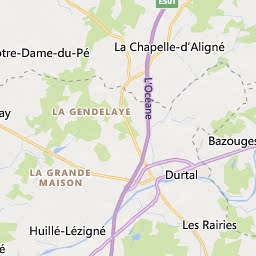 E501
otre-Dame-du-Pé
La Chapelle-d'Aligné
L'Océane
LA GENDELAYE
ay
Bazouges
LA GRANDE
MAISON
Durtal
Huillé-Lézigné
Les Rairies
é